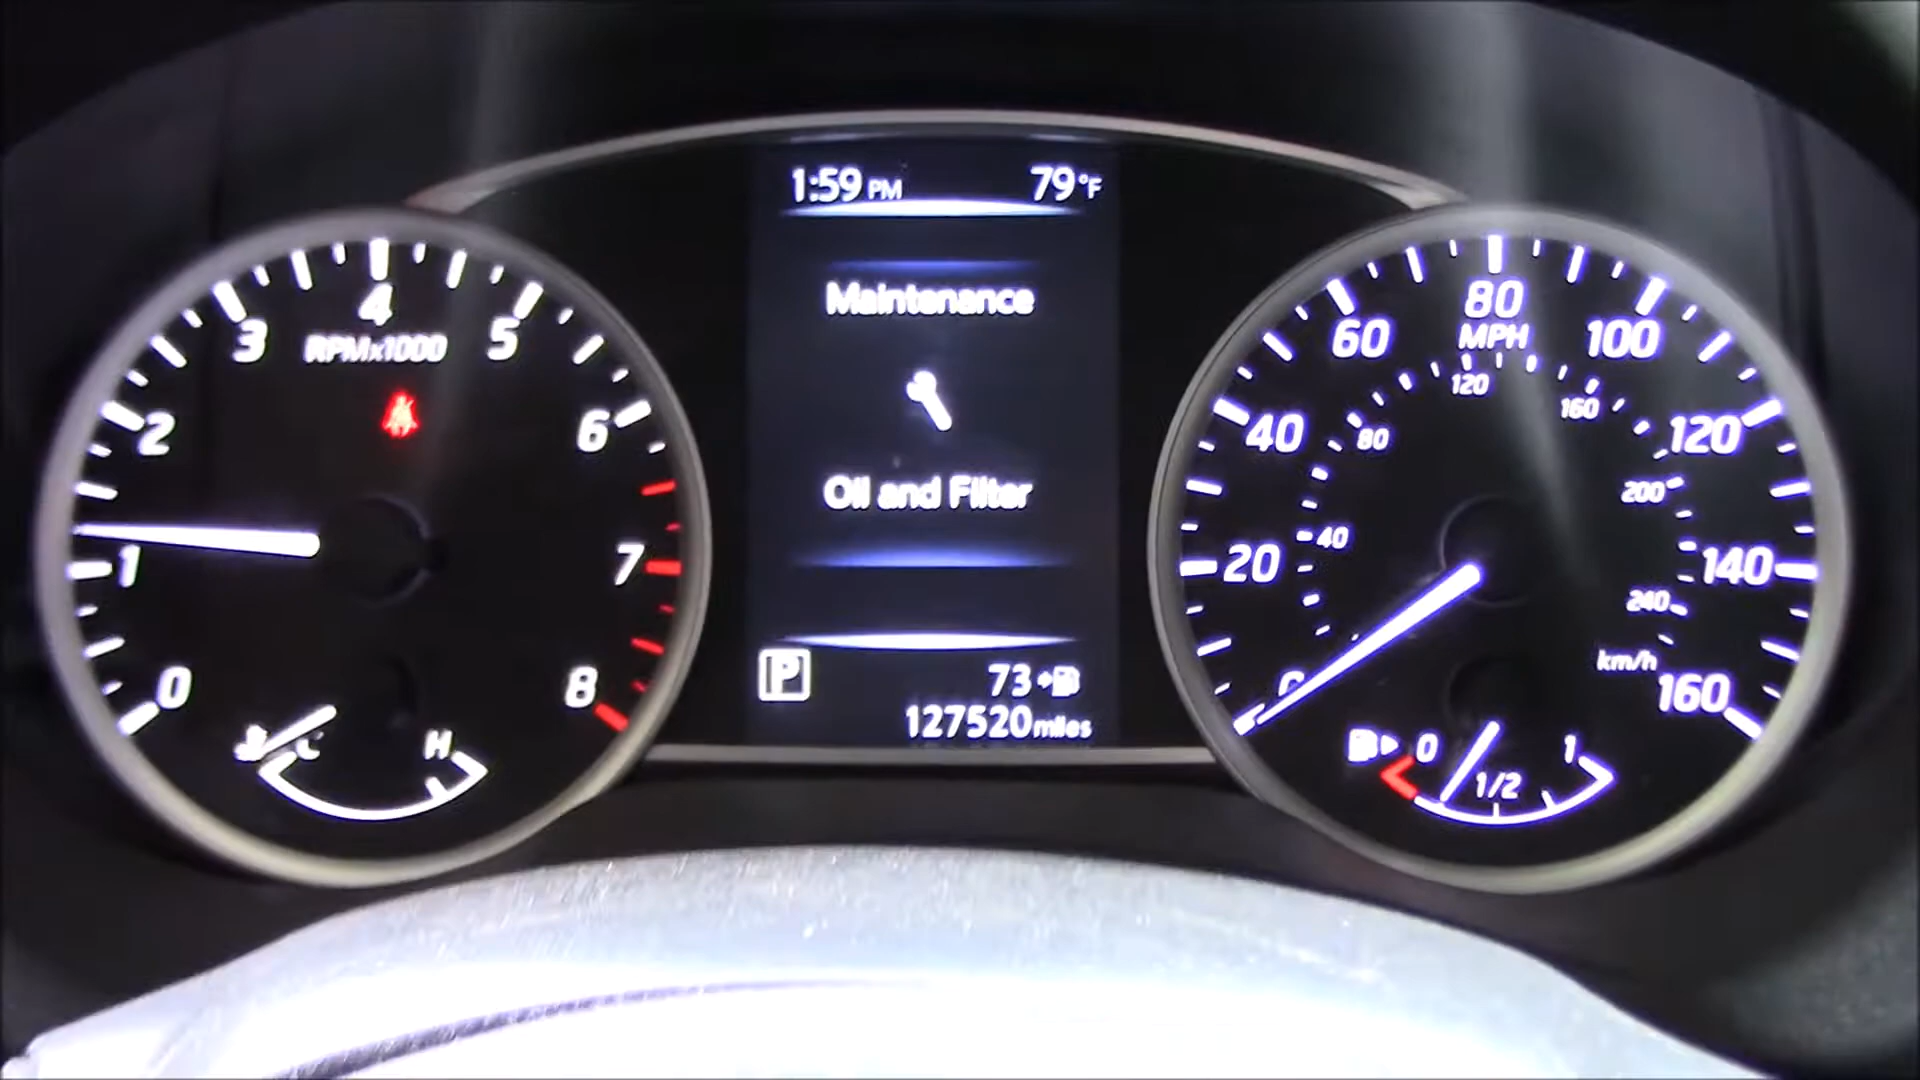 1:59 PM 79°F
Maintenance
Oil and Filter
P
73
127520 miles
0 1 2 3 4 5 6 7 8
RPMx1000
C H
0 20 40 60 80 100 120 140 160
MPH
40 80 120 160 200 240
km/h
0 1/2 1